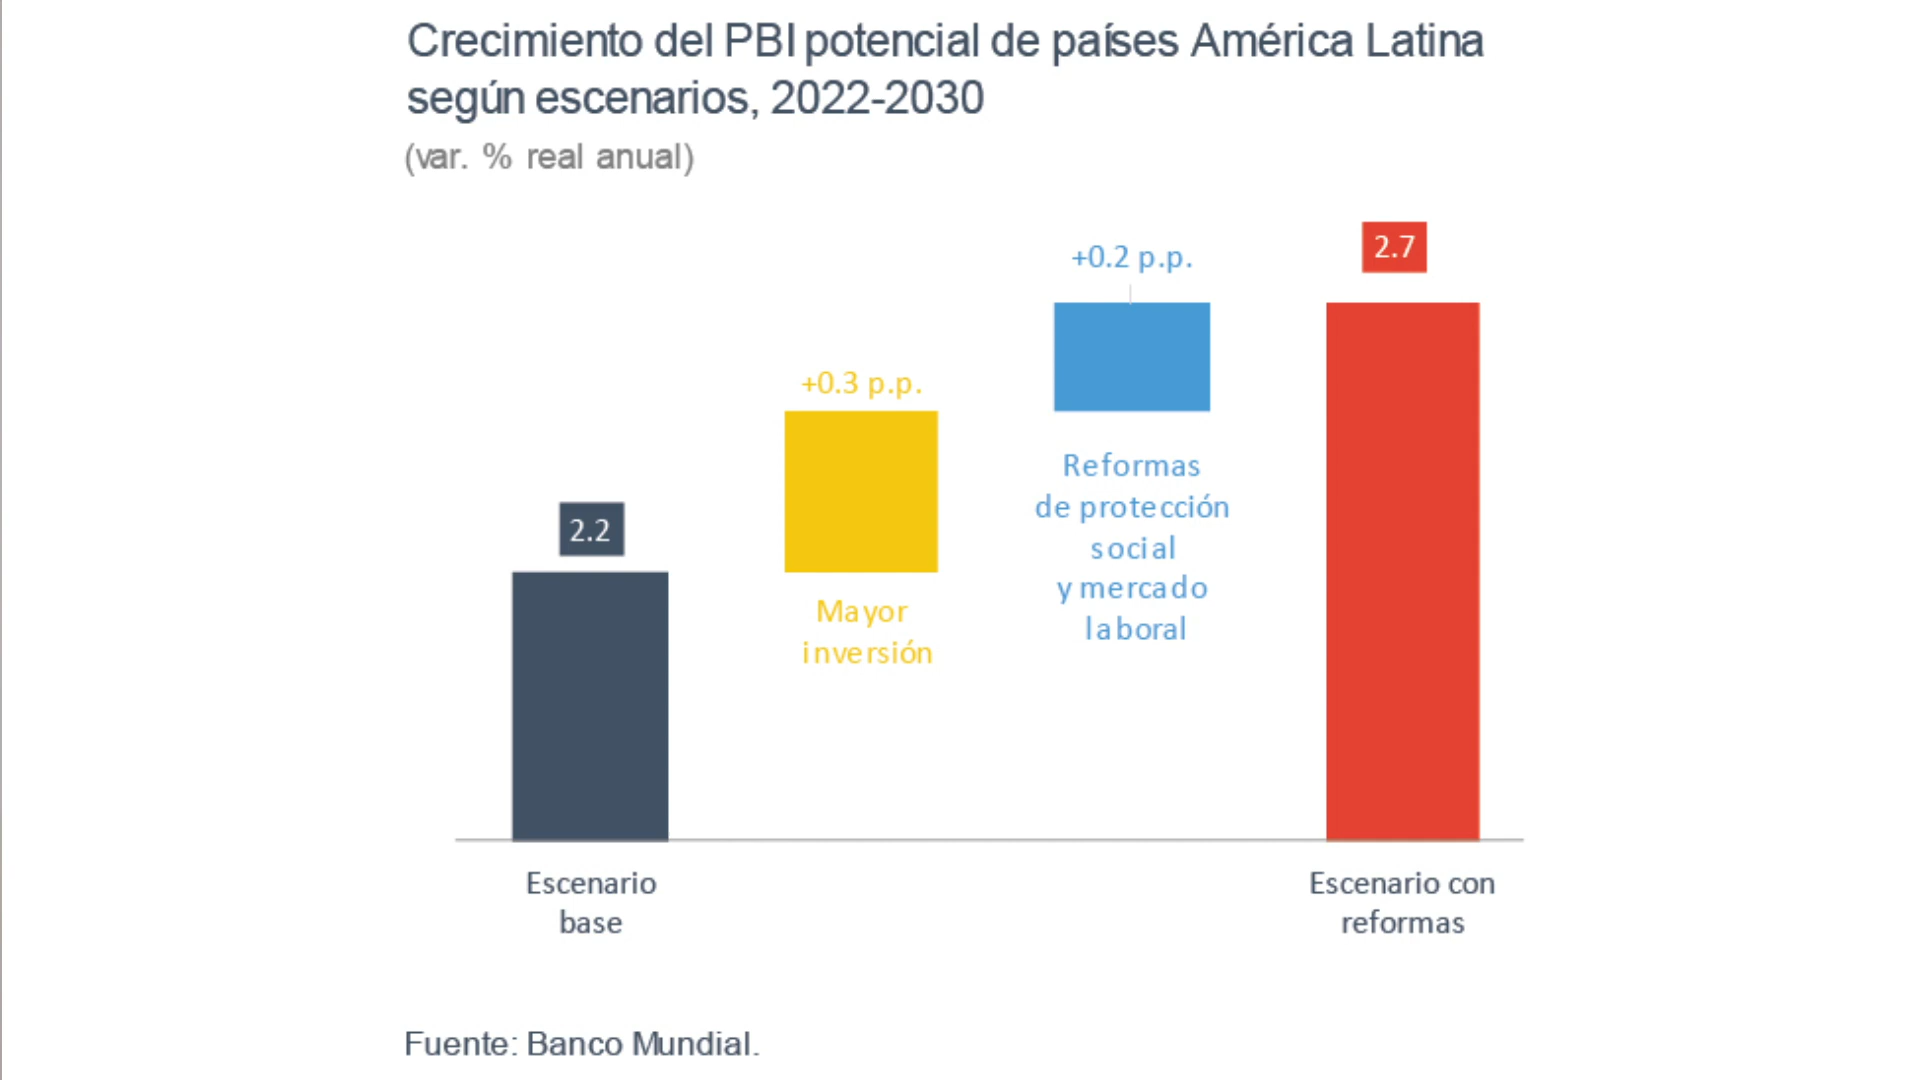 Crecimiento del PBI potencial de países América Latina
según escenarios, 2022-2030
(var. % real anual)
2.7
+0.2 p.p.
+0.3 p.p.
Reformas
de protección
social
y mercado
laboral
2.2
Mayor
inversión
Escenario
base
Escenario con
reformas
Fuente: Banco Mundial.